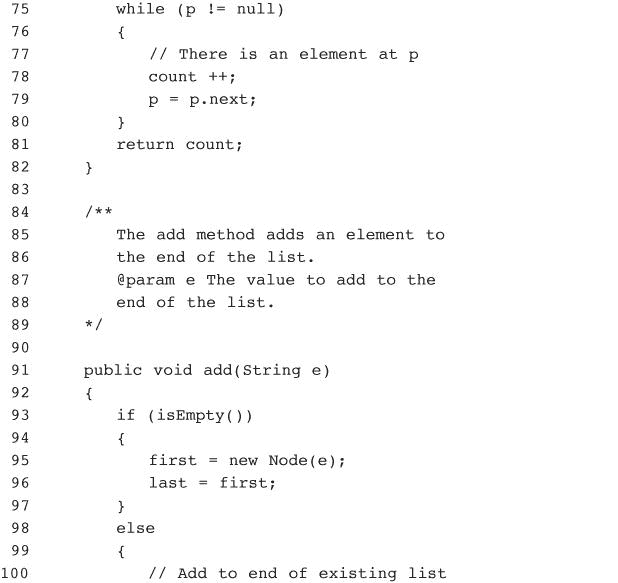 75 while (p != null)
76 {
77 // There is an element at p
78 count ++;
79 p = p.next;
80 }
81 return count;
82 }
83
84 /**
85 The add method adds an element to
86 the end of the list.
87 @param e The value to add to the
88 end of the list.
89 */
90
91 public void add(String e)
92 {
93 if (isEmpty())
94 {
95 first = new Node(e);
96 last = first;
97 }
98 else
99 {
100 // Add to end of existing list